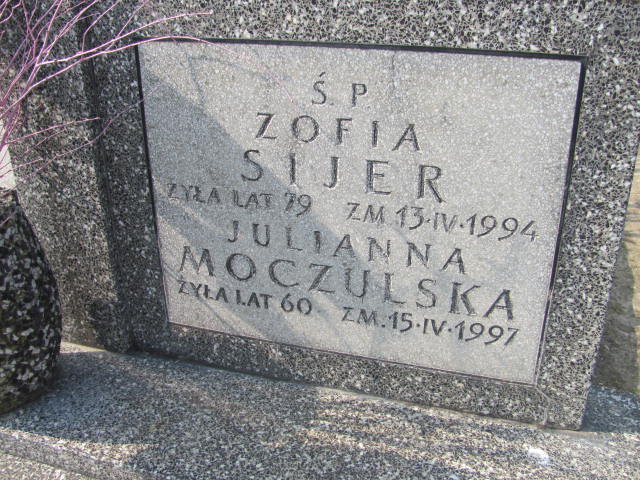 Ś. P.
ZOFIA
SIJER
ŻYŁA LAT 79 ZM 13·IV·1994
JULIANNA
MOCZULSKA
ŻYŁA LAT 60 ZM. 15·IV·1997